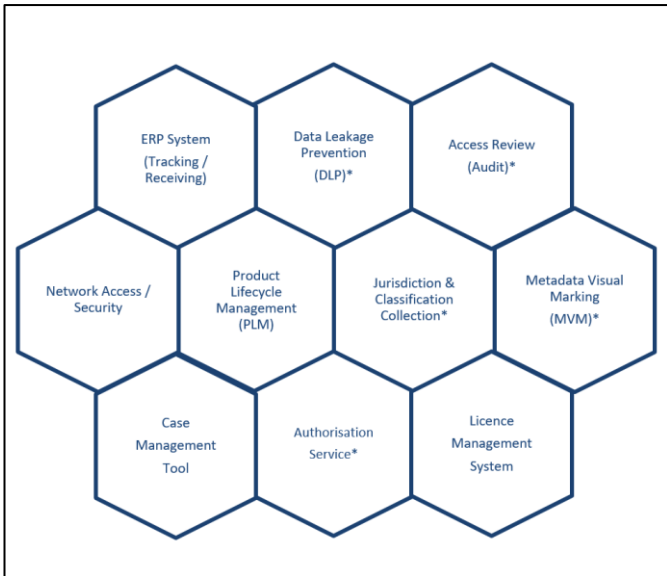 ERP System
(Tracking /
Receiving)
Data Leakage
Prevention
(DLP)*
Access Review
(Audit)*
Network Access /
Security
Product
Lifecycle
Management
(PLM)
Jurisdiction &
Classification
Collection*
Metadata Visual
Marking
(MVM)*
Case
Management
Tool
Authorisation
Service*
Licence
Management
System